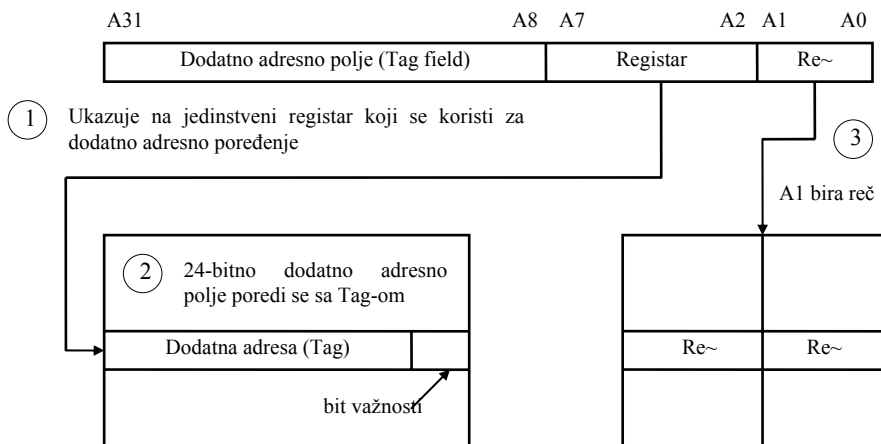 A31 A8 A7 A2 A1 A0
Dodatno adresno polje (Tag field) Registar Re~
1 Ukazuje na jedinstveni registar koji se koristi za
dodatno adresno poređenje
3
A1 bira reč
2 24-bitno dodatno adresno
polje poredi se sa Tag-om
Dodatna adresa (Tag) Re~ Re~
bit važnosti